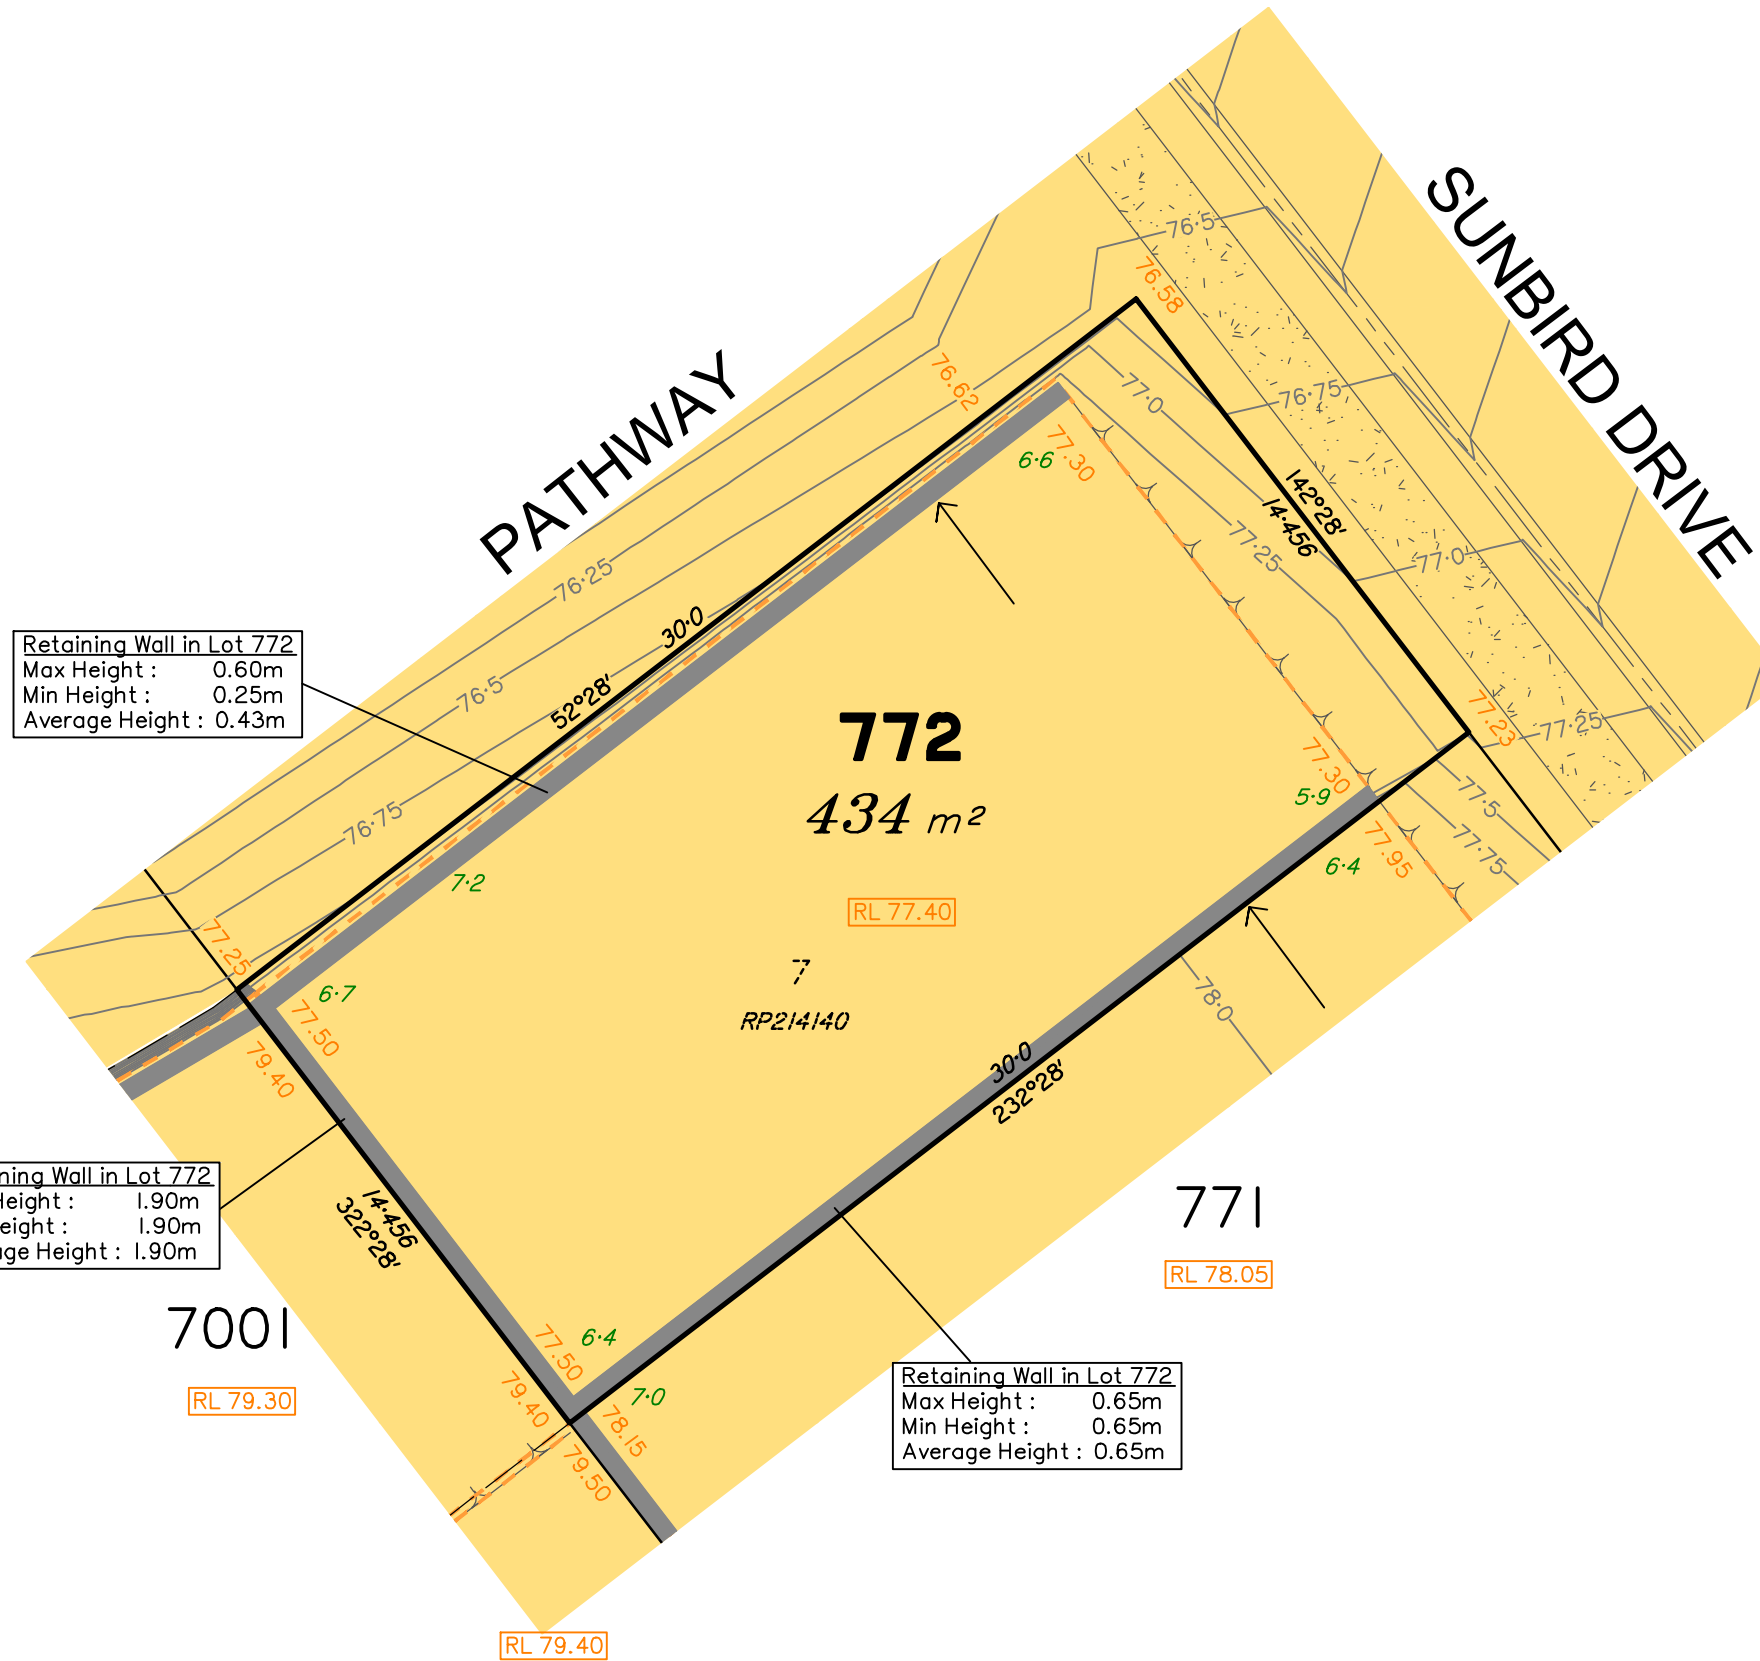 SUNBIRD DRIVE
PATHWAY
76·5
76.58
76.62
77·0
76·75
77.30
6·6
142°28'
14·456
77·25
77·0
76·25
30·0
52°28'
76·5
76·75
Retaining Wall in Lot 772
Max Height : 0.60m
Min Height : 0.25m
Average Height : 0.43m
772
434 m²
RL 77.40
7
RP214140
77.23
77·25
77.30
5·9
77·5
77·75
77.95
6·4
7·2
77.25
6·7
77.50
79.40
78·0
30·0
232°28'
ning Wall in Lot 772
Height : 1.90m
eight : 1.90m
age Height : 1.90m
14·456
322°28'
771
RL 78.05
7001
RL 79.30
77.50
6·4
79.40
7·0
78.15
79.50
Retaining Wall in Lot 772
Max Height : 0.65m
Min Height : 0.65m
Average Height : 0.65m
RL 79.40